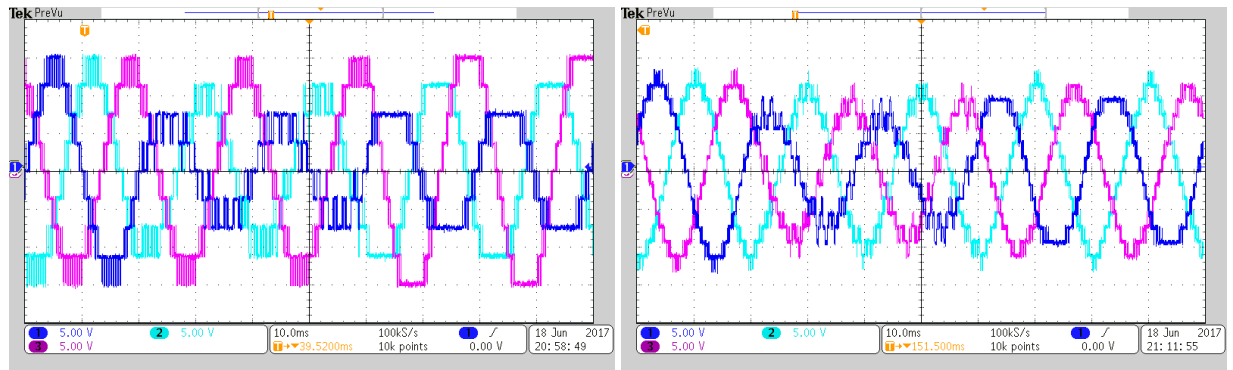 Tek PreVu
T
T
1
1 5.00 V 2 5.00 V
3 5.00 V
10.0ms 100kS/s 1 0.00 V
T→▼39.5200ms 10k points
18 Jun 2017
20:58:49
Tek PreVu
T
T
1
1 5.00 V 2 5.00 V
3 5.00 V
10.0ms 100kS/s 1 0.00 V
T→▼151.500ms 10k points
18 Jun 2017
21:11:55